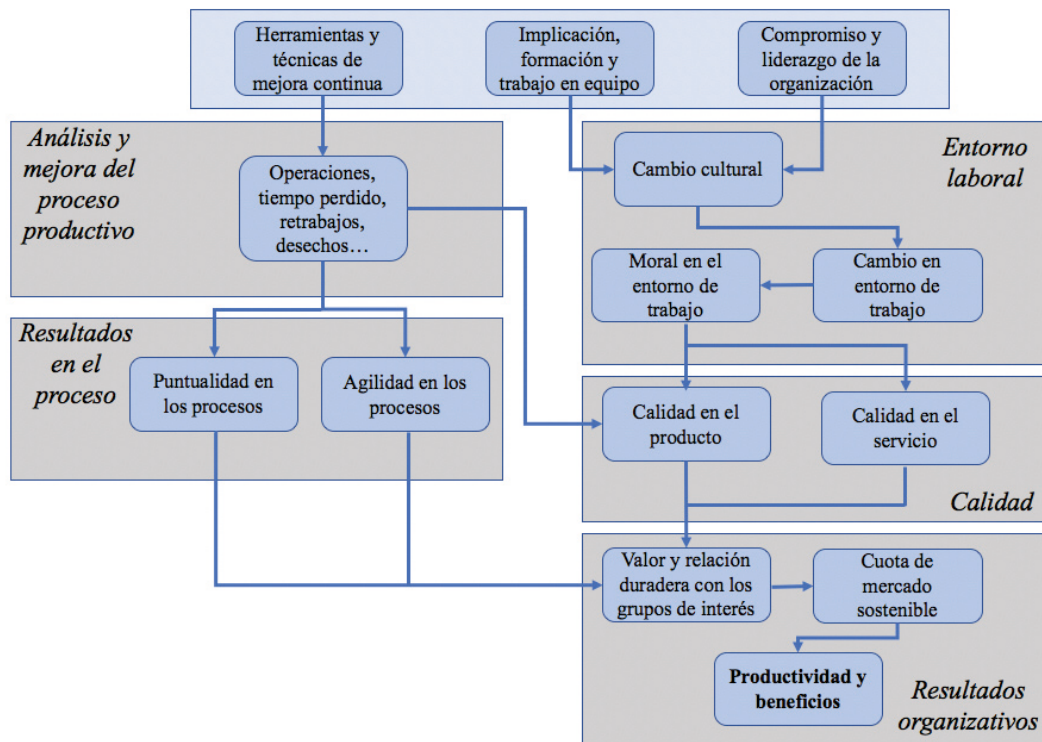 Herramientas y
técnicas de
mejora continua
Implicación,
formación y
trabajo en equipo
Compromiso y
liderazgo de la
organización
Análisis y
mejora del
proceso
productivo
Operaciones,
tiempo perdido,
retrabajos,
desechos…
Entorno
laboral
Cambio cultural
Moral en el
entorno de
trabajo
Cambio en
entorno de
trabajo
Resultados
en el
proceso
Puntualidad en
los procesos
Agilidad en los
procesos
Calidad en el
producto
Calidad en el
servicio
Calidad
Valor y relación
duradera con los
grupos de interés
Cuota de
mercado
sostenible
Productividad y
beneficios
Resultados
organizativos